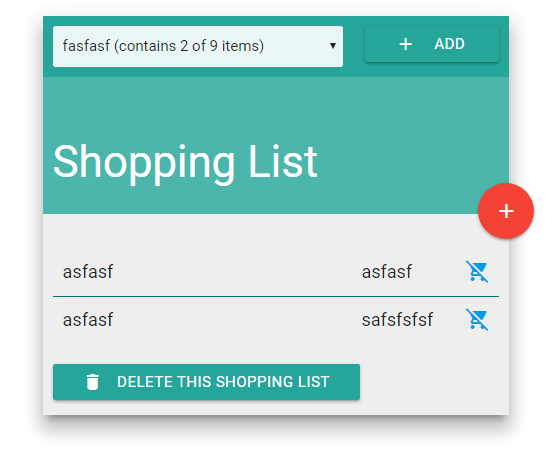 fasfasf (contains 2 of 9 items)
+ ADD
Shopping List
+
asfasf asfasf
asfasf safsfsfsf
DELETE THIS SHOPPING LIST